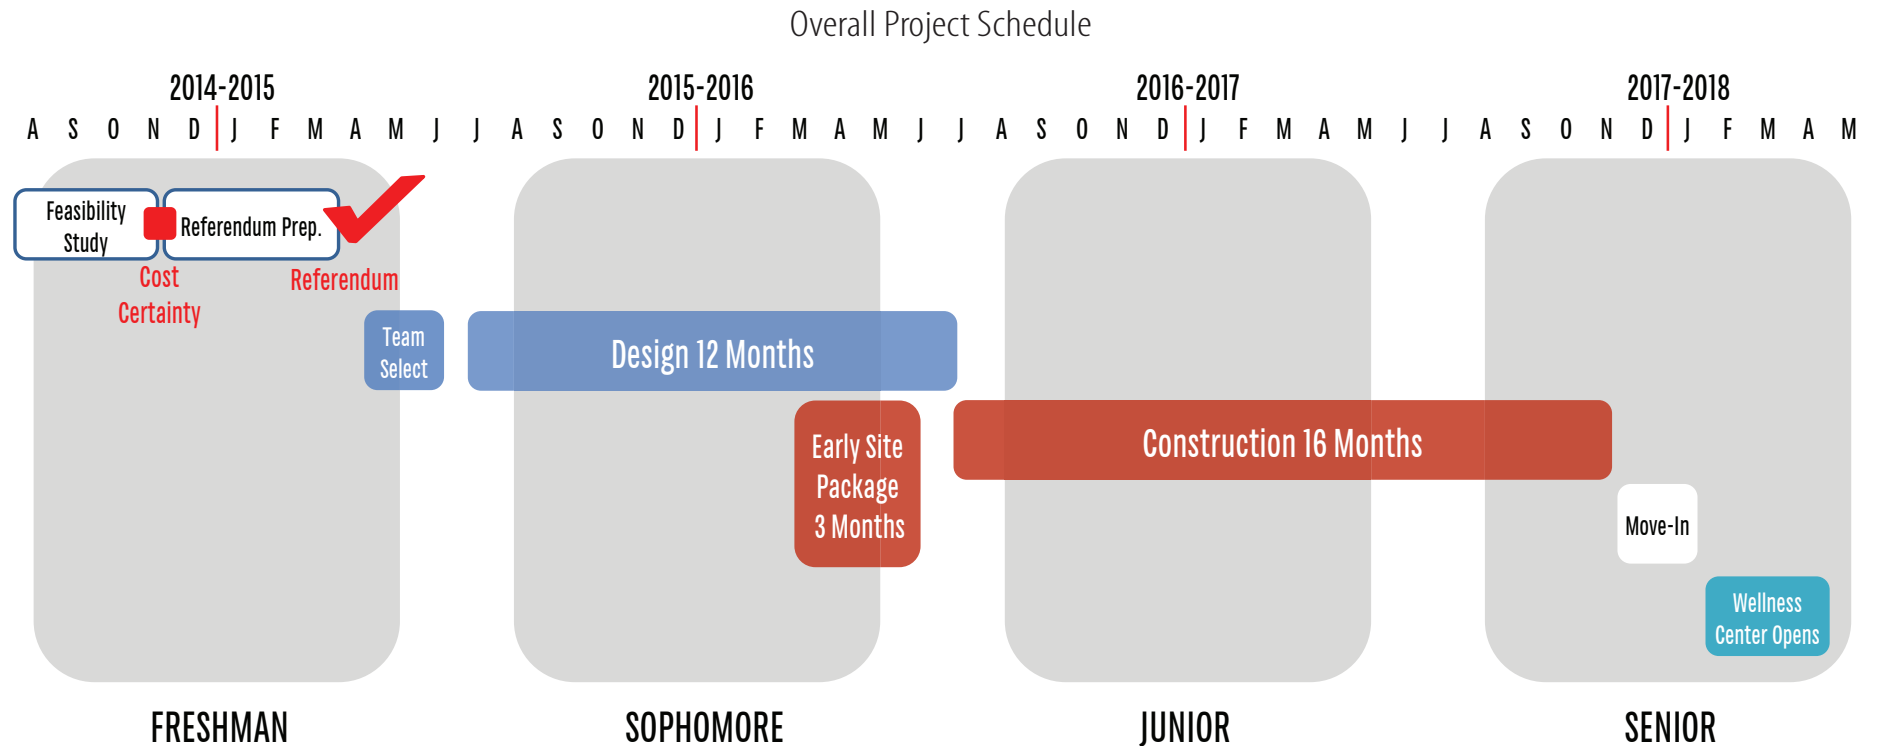 Overall Project Schedule
2014-2015 2015-2016 2016-2017 2017-2018
A S O N D J F M A M J J A S O N D J F M A M J J A S O N D J F M A M J J A S O N D J F M A M
Feasibility
Study
Referendum Prep.
Cost
Certainty
Referendum
Team
Select
Design 12 Months
Early Site
Package
3 Months
Construction 16 Months
Move-In
Wellness
Center Opens
FRESHMAN SOPHOMORE JUNIOR SENIOR